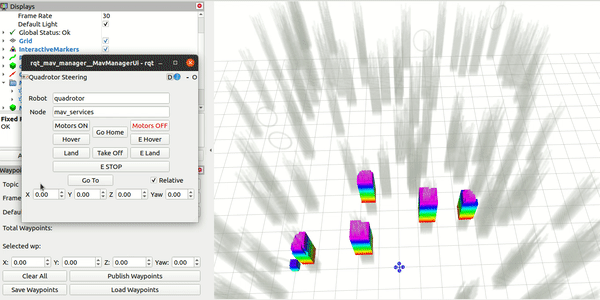 Displays
Frame Rate 30
Default Light
Global Status: Ok
Grid
InteractiveMarkers
rqt_mav_manager__MavManagerUi - rqt
Quadrotor Steering D - O
Robot quadrotor
Node mav_services
Motors ON Go Home Motors OFF
Hover E Hover
Land Take Off E Land
E STOP
Go To Relative
X 0.00 Y 0.00 Z 0.00 Yaw 0.00
Fixed
OK
Waypo
Topic
Frame
Defau
Total Waypoints:
Selected wp:
X: 0.00 Y: 0.00 Z: 0.00 Yaw: 0.00
Clear All Publish Waypoints
Save Waypoints Load Waypoints